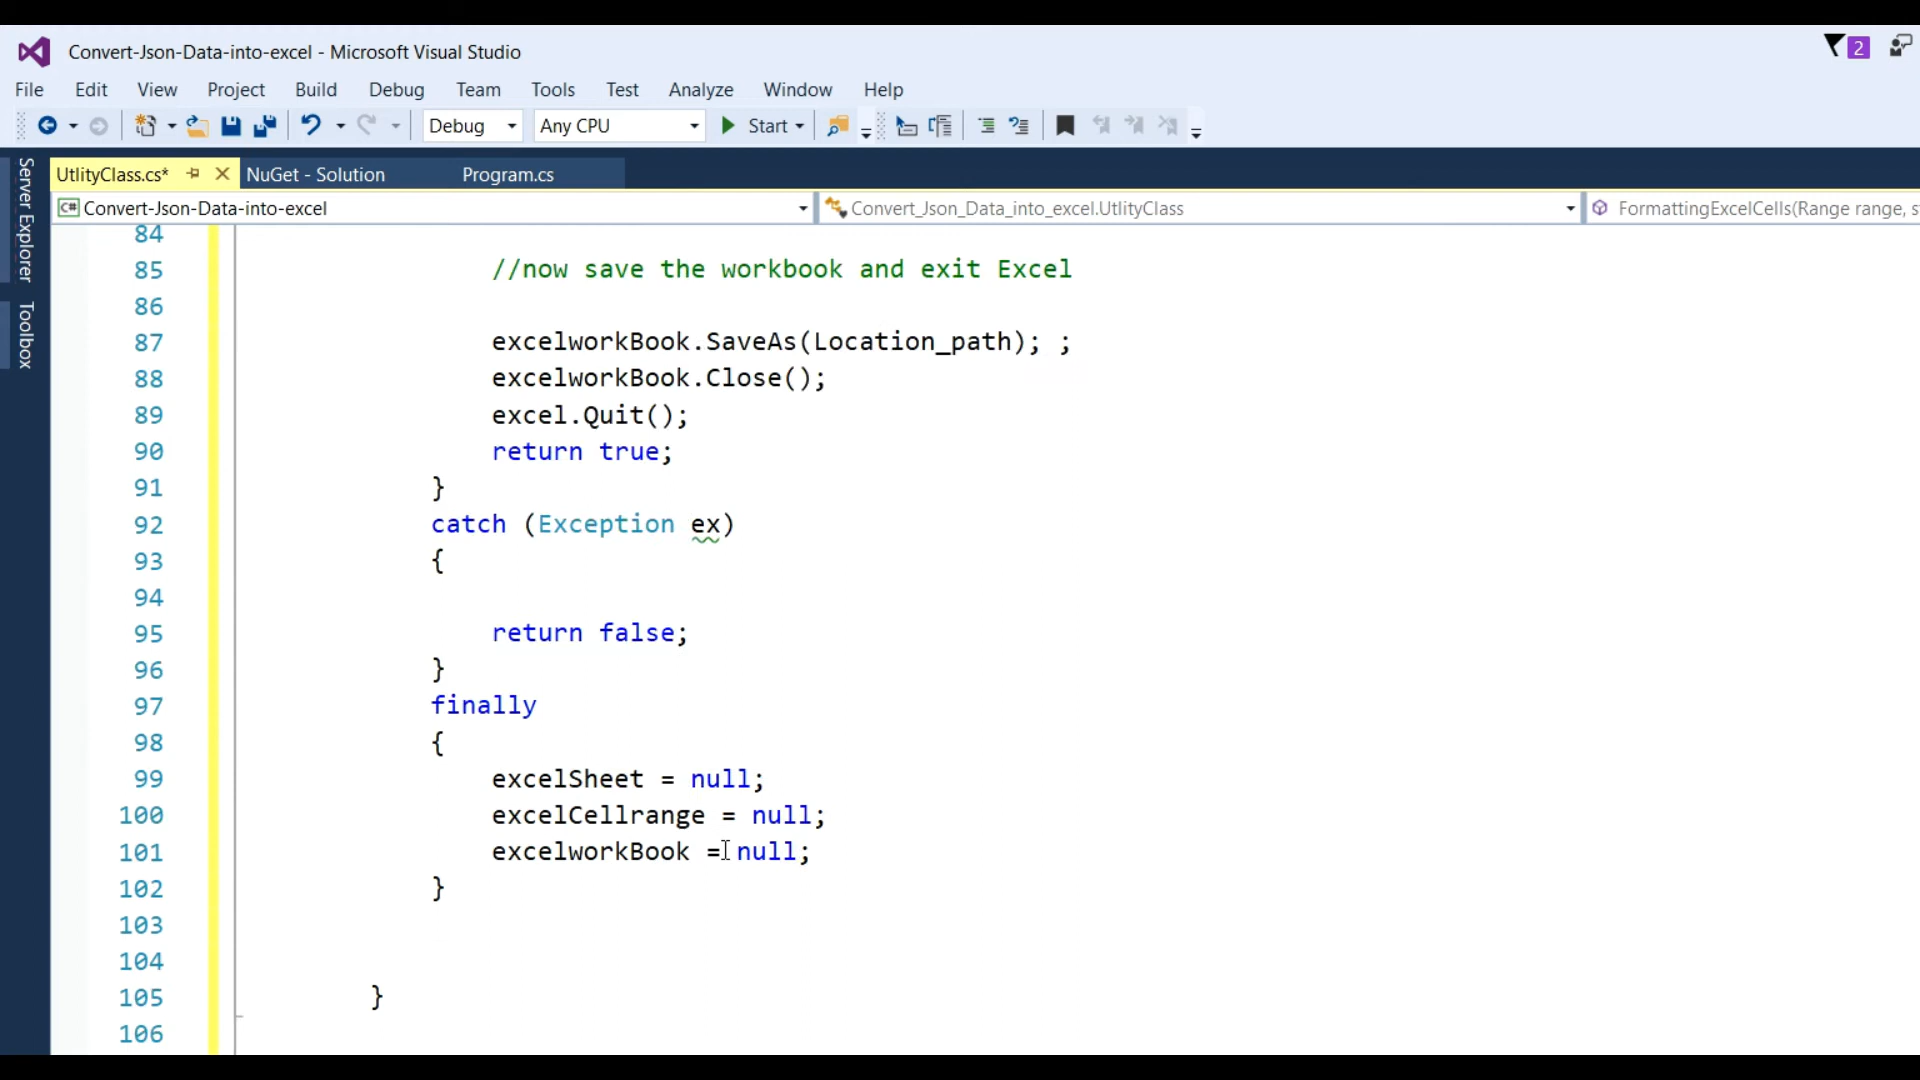 Convert-Json-Data-into-excel - Microsoft Visual Studio
2
File Edit View Project Build Debug Team Tools Test Analyze Window Help
Debug Any CPU Start
Server Explorer
Toolbox
UtlityClass.cs* NuGet - Solution Program.cs
C# Convert-Json-Data-into-excel Convert_Json_Data_into_excel.UtlityClass FormattingExcelCells(Range range, s
84
85 //now save the workbook and exit Excel
86
87 excelworkBook.SaveAs(Location_path); ;
88 excelworkBook.Close();
89 excel.Quit();
90 return true;
91 }
92 catch (Exception ex)
93 {
94
95 return false;
96 }
97 finally
98 {
99 excelSheet = null;
100 excelCellrange = null;
101 excelworkBook = null;
102 }
103
104
105 }
106